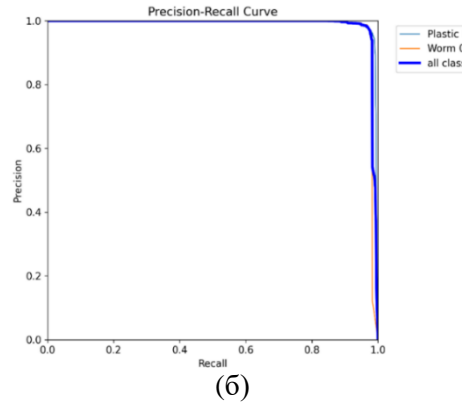 Precision-Recall Curve
Plastic
Worm
all clas
1.0
0.8
0.6
0.4
0.2
0.0
Precision
0.0 0.2 0.4 0.6 0.8 1.0
Recall
(б)